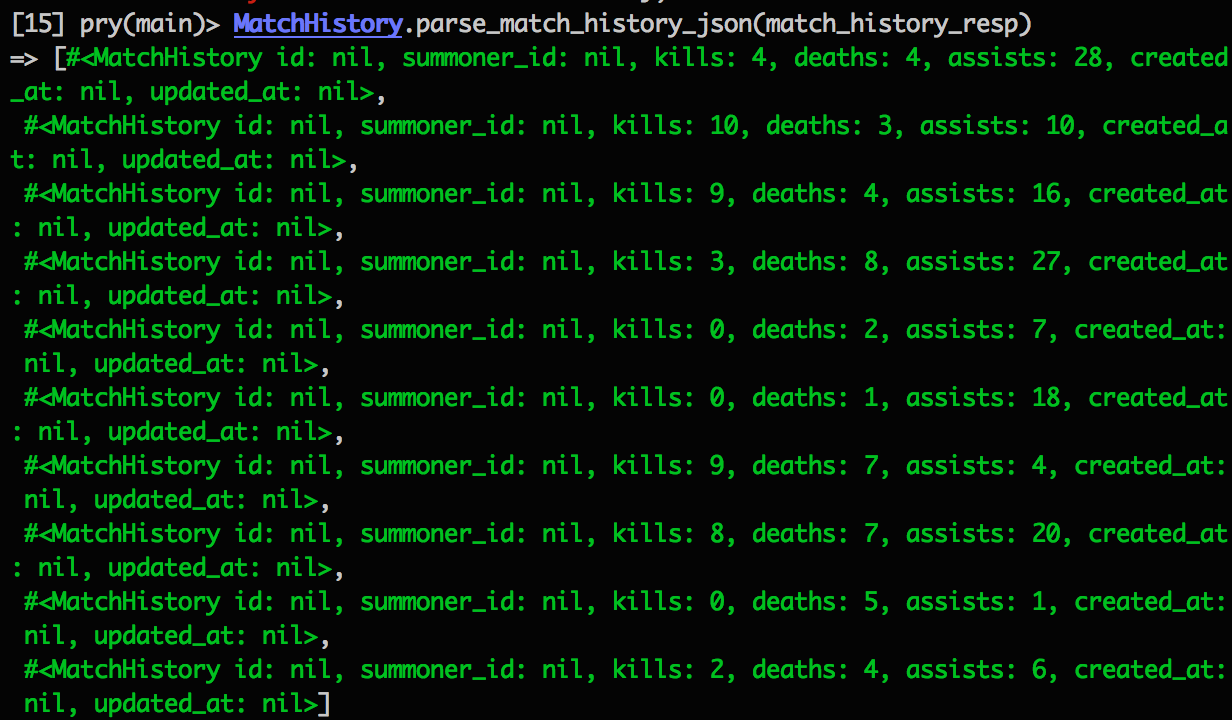 [15] pry(main)> MatchHistory.parse_match_history_json(match_history_resp)
=> [#<MatchHistory id: nil, summoner_id: nil, kills: 4, deaths: 4, assists: 28, created
_at: nil, updated_at: nil>,
 #<MatchHistory id: nil, summoner_id: nil, kills: 10, deaths: 3, assists: 10, created_a
t: nil, updated_at: nil>,
 #<MatchHistory id: nil, summoner_id: nil, kills: 9, deaths: 4, assists: 16, created_at
: nil, updated_at: nil>,
 #<MatchHistory id: nil, summoner_id: nil, kills: 3, deaths: 8, assists: 27, created_at
: nil, updated_at: nil>,
 #<MatchHistory id: nil, summoner_id: nil, kills: 0, deaths: 2, assists: 7, created_at:
 nil, updated_at: nil>,
 #<MatchHistory id: nil, summoner_id: nil, kills: 0, deaths: 1, assists: 18, created_at
: nil, updated_at: nil>,
 #<MatchHistory id: nil, summoner_id: nil, kills: 9, deaths: 7, assists: 4, created_at:
 nil, updated_at: nil>,
 #<MatchHistory id: nil, summoner_id: nil, kills: 8, deaths: 7, assists: 20, created_at
: nil, updated_at: nil>,
 #<MatchHistory id: nil, summoner_id: nil, kills: 0, deaths: 5, assists: 1, created_at:
 nil, updated_at: nil>,
 #<MatchHistory id: nil, summoner_id: nil, kills: 2, deaths: 4, assists: 6, created_at:
 nil, updated_at: nil>]